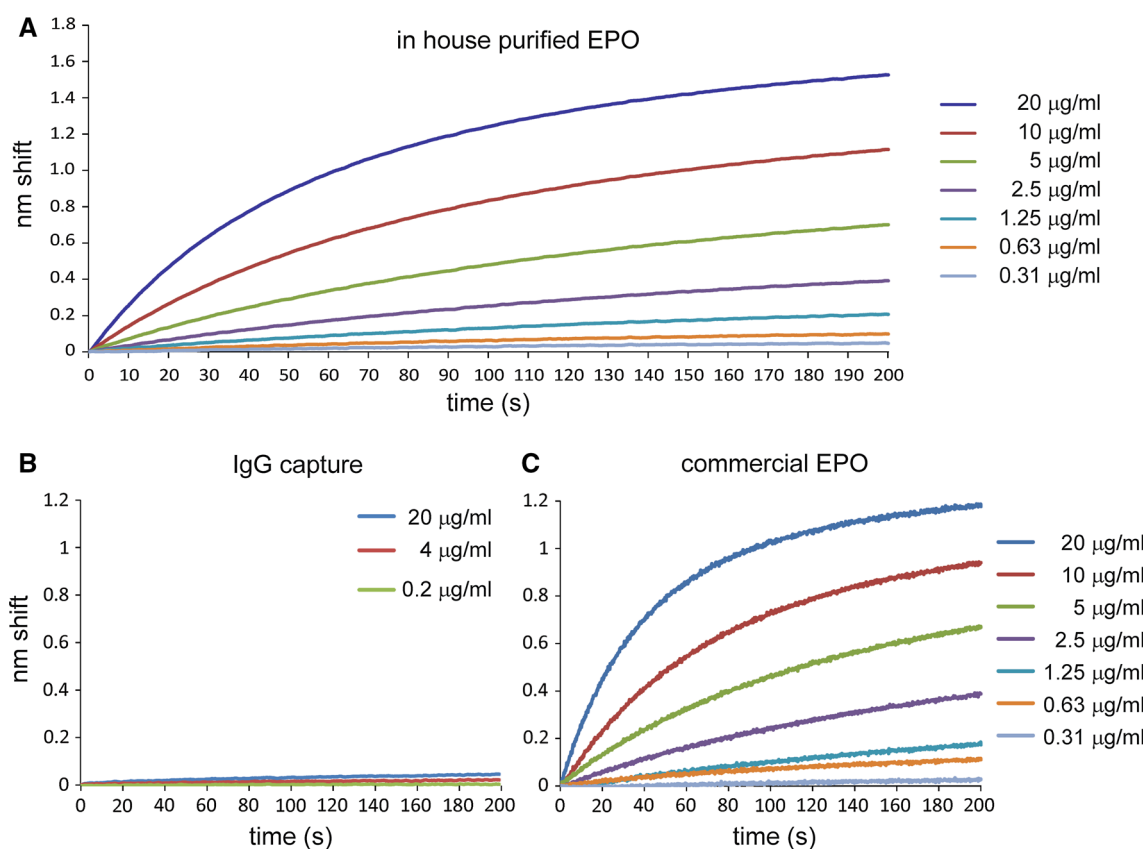 A
in house purified EPO
1.8
1.6
1.4
1.2
1.0
0.8
0.6
0.4
0.2
0
nm shift
0 10 20 30 40 50 60 70 80 90 100 110 120 130 140 150 160 170 180 190 200
time (s)
20 μg/ml
10 μg/ml
5 μg/ml
2.5 μg/ml
1.25 μg/ml
0.63 μg/ml
0.31 μg/ml
B
IgG capture
1.2
1
0.8
0.6
0.4
0.2
0
nm shift
0 20 40 60 80 100 120 140 160 180 200
time (s)
20 μg/ml
4 μg/ml
0.2 μg/ml
C
commercial EPO
1.2
1
0.8
0.6
0.4
0.2
0
0 20 40 60 80 100 120 140 160 180 200
time (s)
20 μg/ml
10 μg/ml
5 μg/ml
2.5 μg/ml
1.25 μg/ml
0.63 μg/ml
0.31 μg/ml